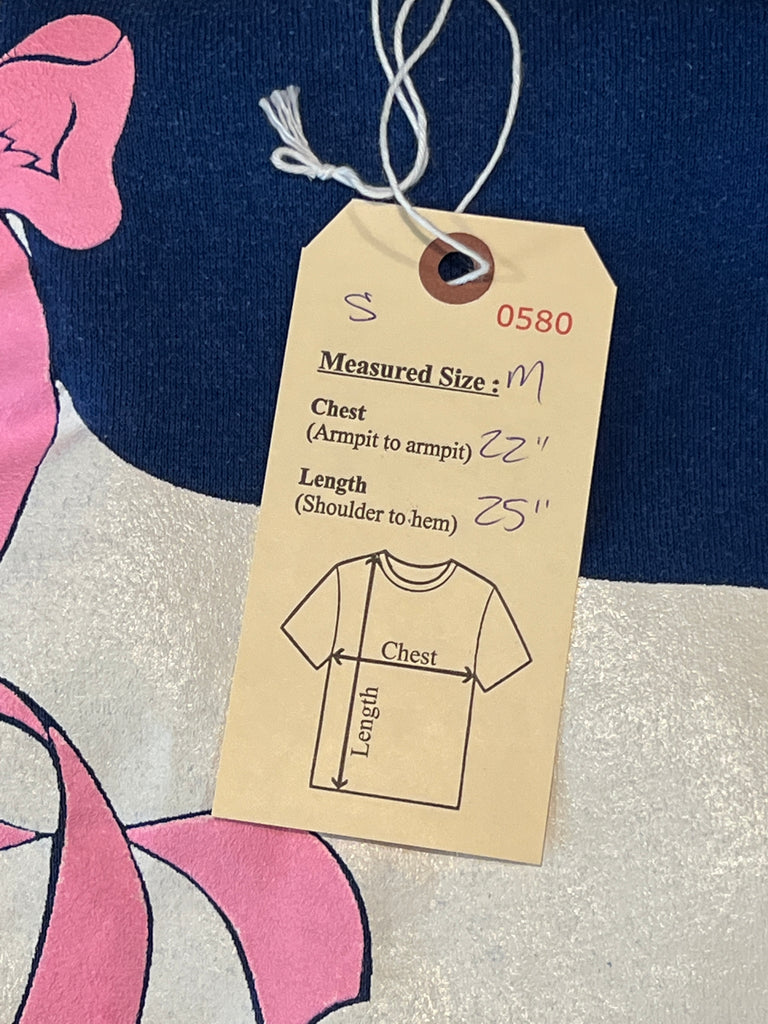 S
0580
Measured Size : M
Chest
(Armpit to armpit) 22"
Length
(Shoulder to hem) 25"
Chest
Length